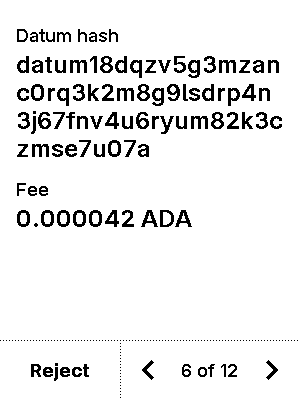 Datum hash
datum18dqzv5g3mzan
c0rq3k2m8g9lsdrp4n
3j67fnv4u6ryum82k3c
zmse7u07a
Fee
0.000042 ADA
Reject
6 of 12